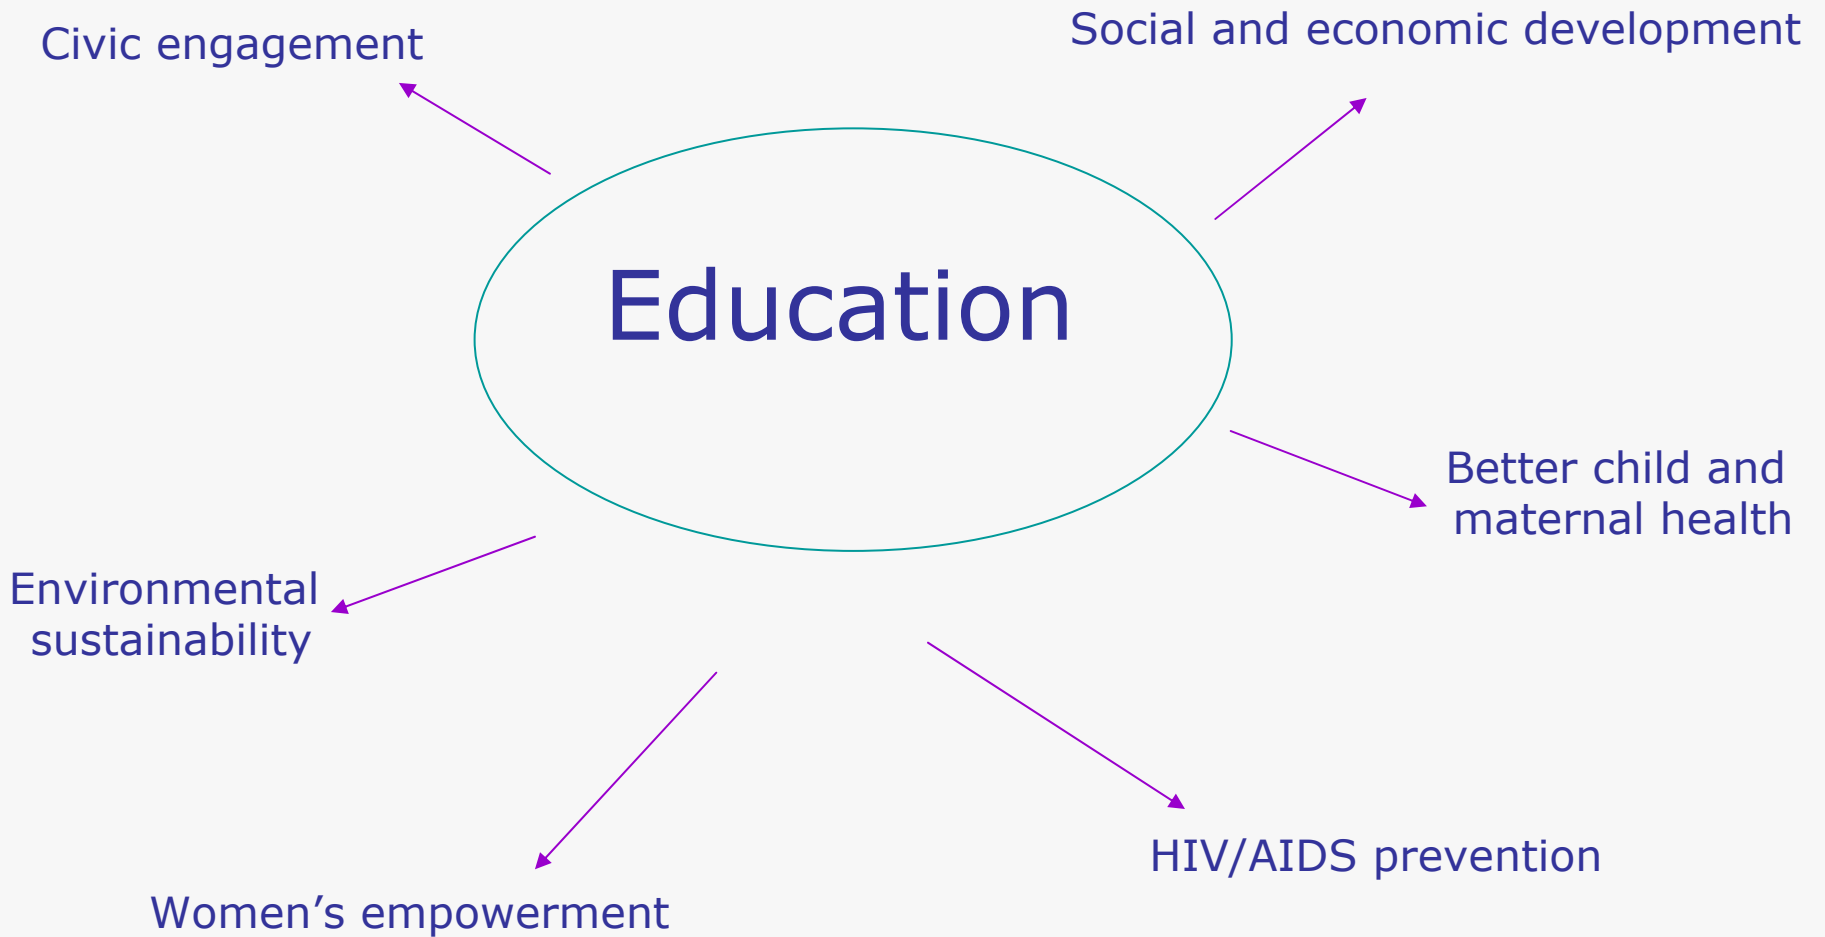 Civic engagement
Social and economic development
Education
Better child and
maternal health
Environmental
sustainability
HIV/AIDS prevention
Women’s empowerment